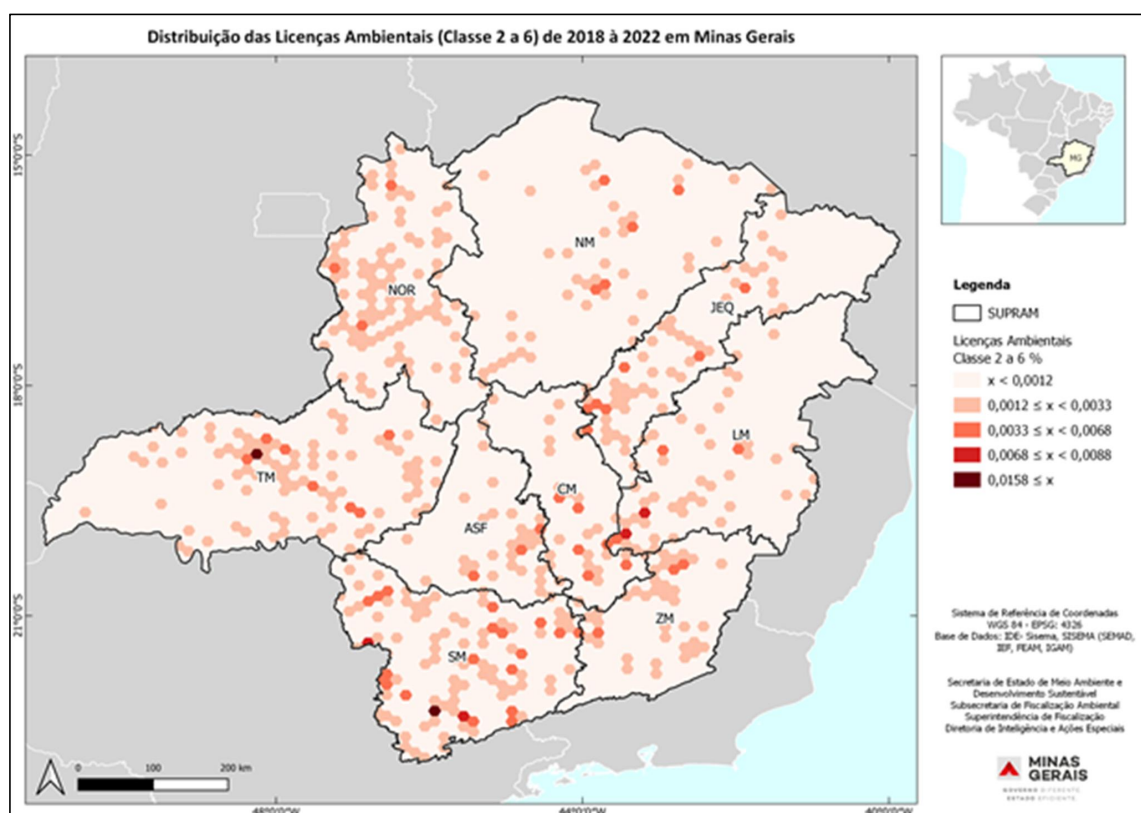 Distribuição das Licenças Ambientais (Classe 2 a 6) de 2018 à 2022 em Minas Gerais
MG
15°0'0"S
18°0'0"S
21°0'0"S
NM
NOR
JEQ
LM
TM
CM
ASF
ZM
SM
Legenda
SUPRAM
Licenças Ambientais
Classe 2 a 6 %
x < 0,0012
0,0012 ≤ x < 0,0033
0,0033 ≤ x < 0,0068
0,0068 ≤ x < 0,0088
0,0158 ≤ x
Sistema de Referência de Coordenadas
WGS 84 - EPSG: 4326
Base de Dados: IDE- Sisema, SISEMA (SEMAD,
IEF, FEAM, IGAM)
Secretaria de Estado de Meio Ambiente e
Desenvolvimento Sustentável
Subsecretaria de Fiscalização Ambiental
Superintendência de Fiscalização
Diretoria de Inteligência e Ações Especiais
MINAS
GERAIS
GOVERNO DIFERENTE
ESTADO EFICIENTE
0 100 200 km